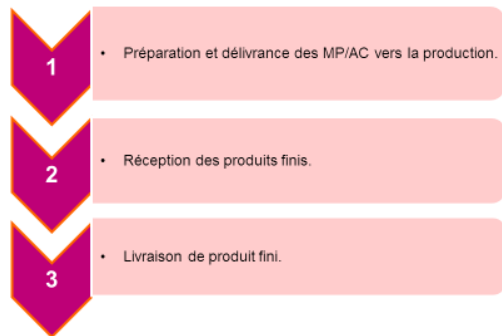 1
• Préparation et délivrance des MP/AC vers la production.
2
• Réception des produits finis.
3
• Livraison de produit fini.